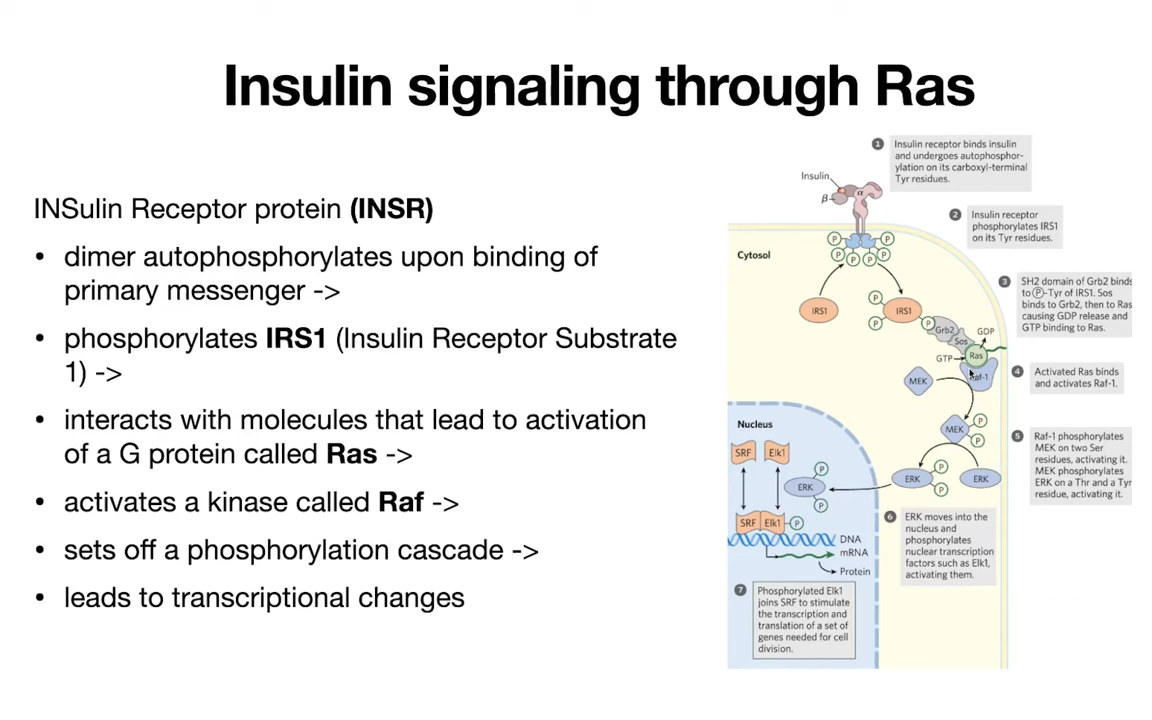 Insulin signaling through Ras
INSulin Receptor protein (INSR)
• dimer autophosphorylates upon binding of
primary messenger ->
• phosphorylates IRS1 (Insulin Receptor Substrate
1) ->
• interacts with molecules that lead to activation
of a G protein called Ras ->
• activates a kinase called Raf ->
• sets off a phosphorylation cascade ->
• leads to transcriptional changes
1
Insulin receptor binds insulin
and undergoes autophosphor-
ylation on its carboxyl-terminal
Tyr residues.
Insulin
α
β
2
Insulin receptor
phosphorylates IRS1
on its Tyr residues.
Cytosol
P
P
P
P
P
P
IRS1
P
P
IRS1
P
Grb2
Sos
GDP
GTP
Ras
Raf-1
3
SH2 domain of Grb2 binds
to P-Tyr of IRS1. Sos
binds to Grb2, then to Ras
causing GDP release and
GTP binding to Ras.
4
Activated Ras binds
and activates Raf-1.
MEK
MEK
P
P
5
Raf-1 phosphorylates
MEK on two Ser
residues, activating it.
MEK phosphorylates
ERK on a Thr and a Tyr
residue, activating it.
ERK
P
P
ERK
Nucleus
SRF
Elk1
ERK
P
P
SRF
Elk1
P
DNA
mRNA
Protein
6
ERK moves into the
nucleus and
phosphorylates
nuclear transcription
factors such as Elk1,
activating them.
7
Phosphorylated Elk1
joins SRF to stimulate
the transcription and
translation of a set of
genes needed for cell
division.